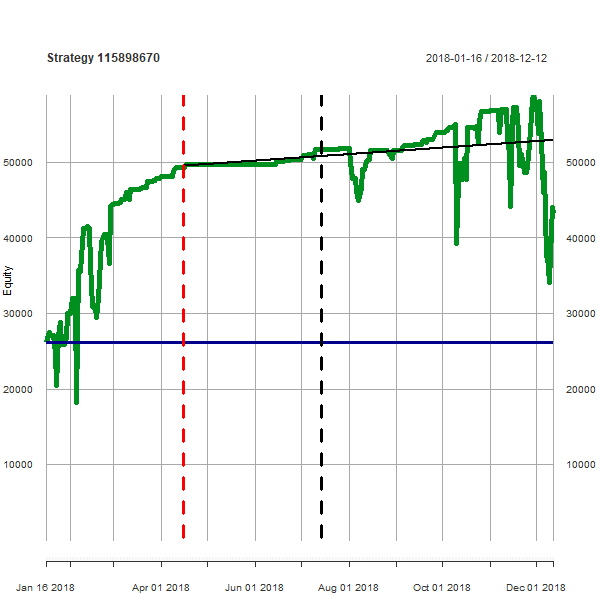 Strategy 115898670
2018-01-16 / 2018-12-12
50000
50000
40000
40000
Equity
30000
30000
20000
20000
10000
10000
Jan 16 2018
Apr 01 2018
Jun 01 2018
Aug 01 2018
Oct 01 2018
Dec 01 2018